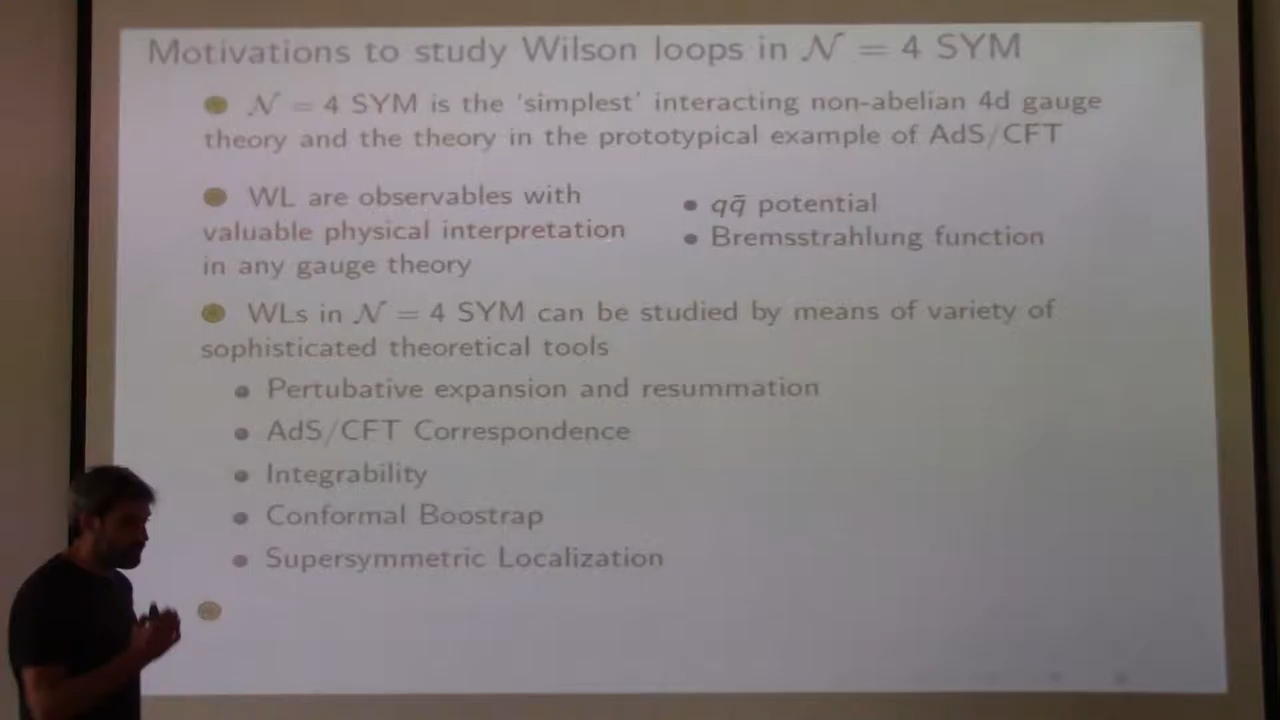 Motivations to study Wilson loops in 𝒩 = 4 SYM
𝒩 = 4 SYM is the 'simplest' interacting non-abelian 4d gauge
theory and the theory in the prototypical example of AdS/CFT
WL are observables with
valuable physical interpretation
in any gauge theory
• qq̄ potential
• Bremsstrahlung function
WLs in 𝒩 = 4 SYM can be studied by means of variety of
sophisticated theoretical tools
• Pertubative expansion and resummation
• AdS/CFT Correspondence
• Integrability
• Conformal Boostrap
• Supersymmetric Localization